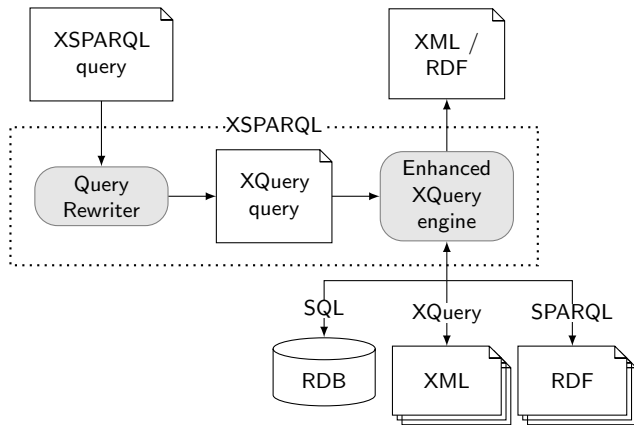 XSPARQL
query
XML /
RDF
XSPARQL
Query
Rewriter
XQuery
query
Enhanced
XQuery
engine
SQL
XQuery
SPARQL
RDB
XML
RDF